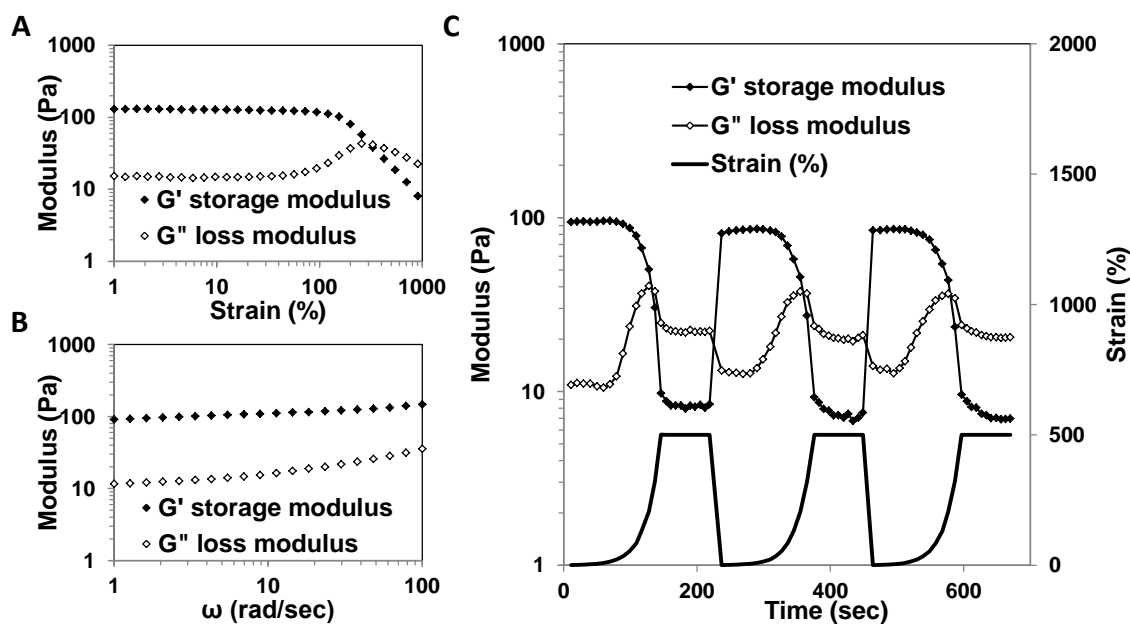 A
1000
100
10
1
Modulus (Pa)
G' storage modulus
G" loss modulus
1 10 100 1000
Strain (%)
B
1000
100
10
1
Modulus (Pa)
G' storage modulus
G" loss modulus
1 10 100
ω (rad/sec)
C
1000
100
10
1
Modulus (Pa)
G' storage modulus
G" loss modulus
Strain (%)
2000
1500
1000
500
0
Strain (%)
0 200 400 600
Time (sec)